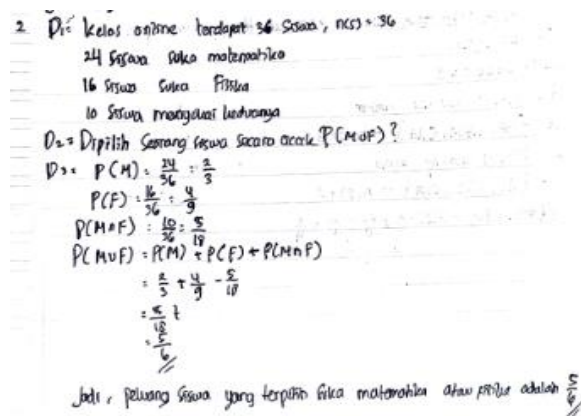 2 D₁ = Kelas online terdapat 36 siswa, n(s) = 36
24 siswa suka matematika
16 siswa suka Fisika
10 siswa menyukai keduanya
D₂ = Dipilih seorang siswa secara acak P(M∪F)?
D₃ = P(M) = 24/36 = 2/3
P(F) = 16/36 = 4/9
P(M∩F) = 10/36 = 5/18
P(M∪F) = P(M) + P(F) + P(M∩F)
= 2/3 + 4/9 - 5/18
= /18
= 5/6
Jadi, peluang siswa yang terpilih suka matematika atau fisika adalah 5/6